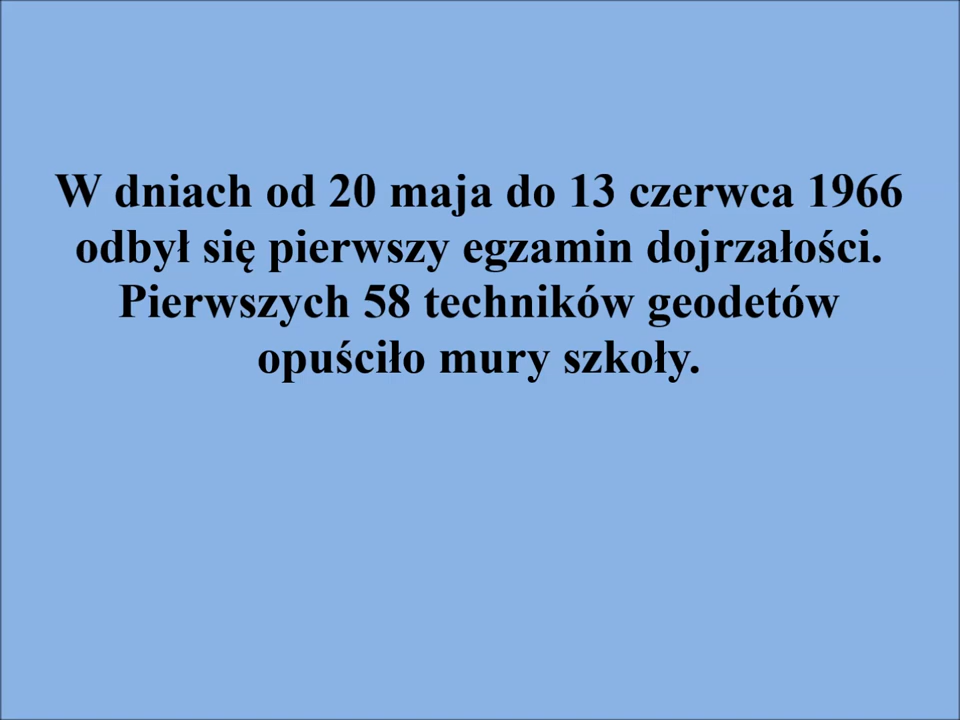 W dniach od 20 maja do 13 czerwca 1966
odbył się pierwszy egzamin dojrzałości.
Pierwszych 58 techników geodetów
opuściło mury szkoły.